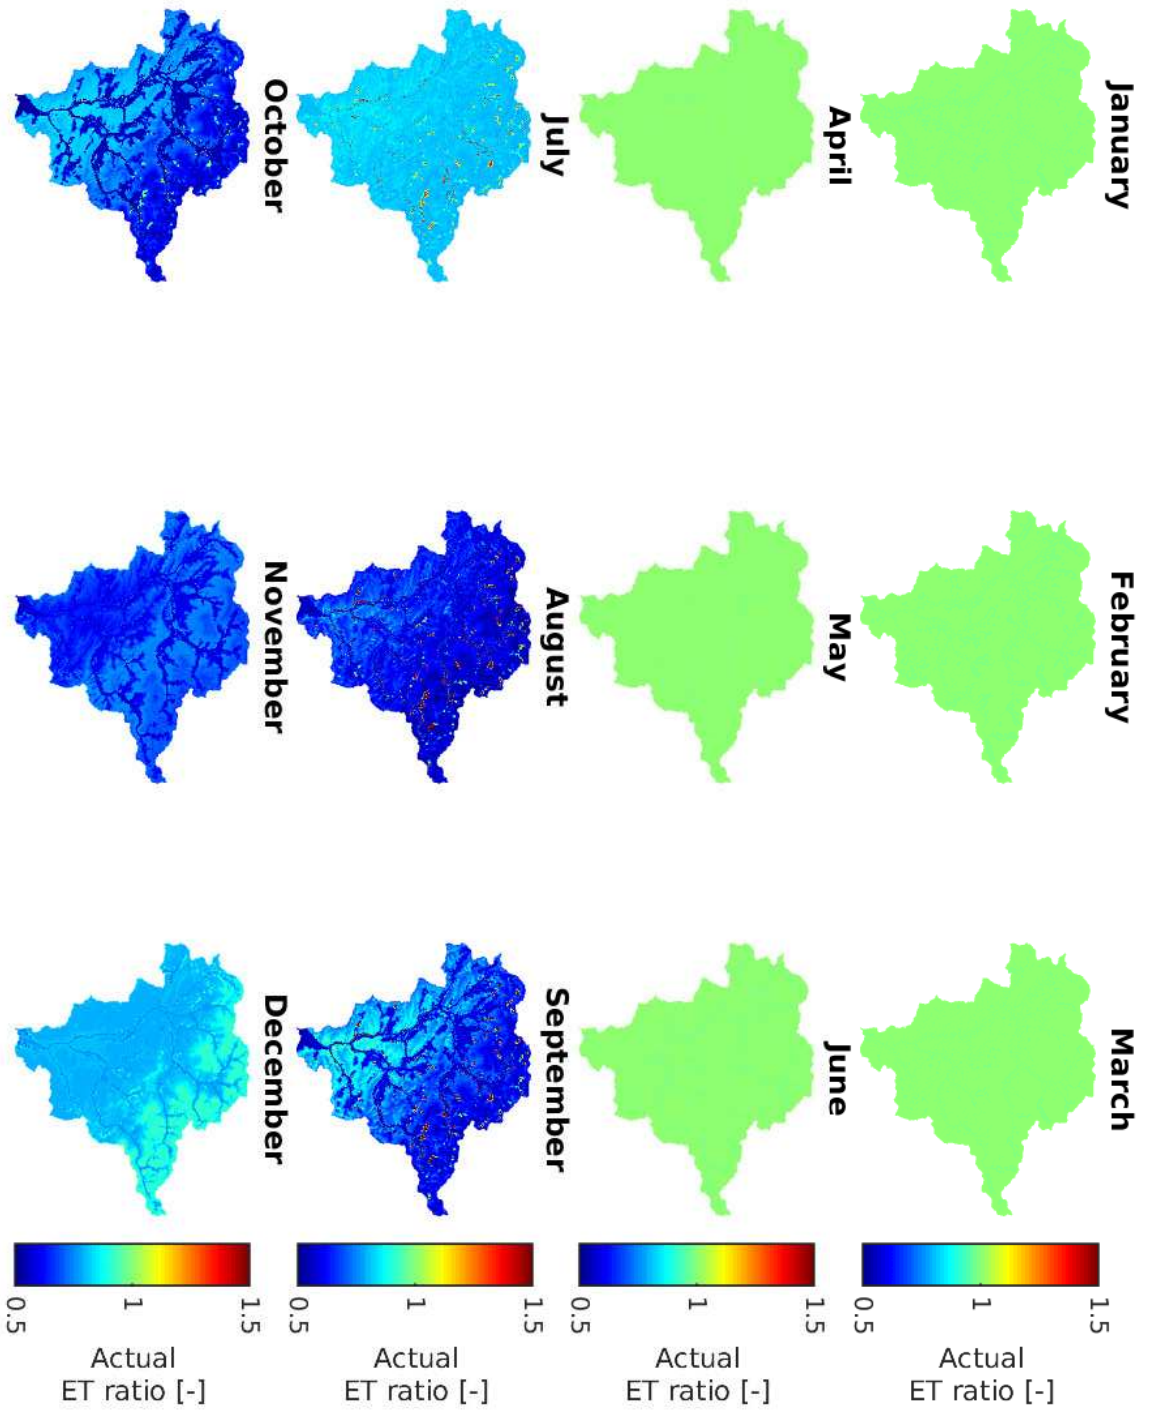 January
February
March
0.5
1
1.5
Actual
ET ratio [-]
April
May
June
0.5
1
1.5
Actual
ET ratio [-]
July
August
September
0.5
1
1.5
Actual
ET ratio [-]
October
November
December
0.5
1
1.5
Actual
ET ratio [-]